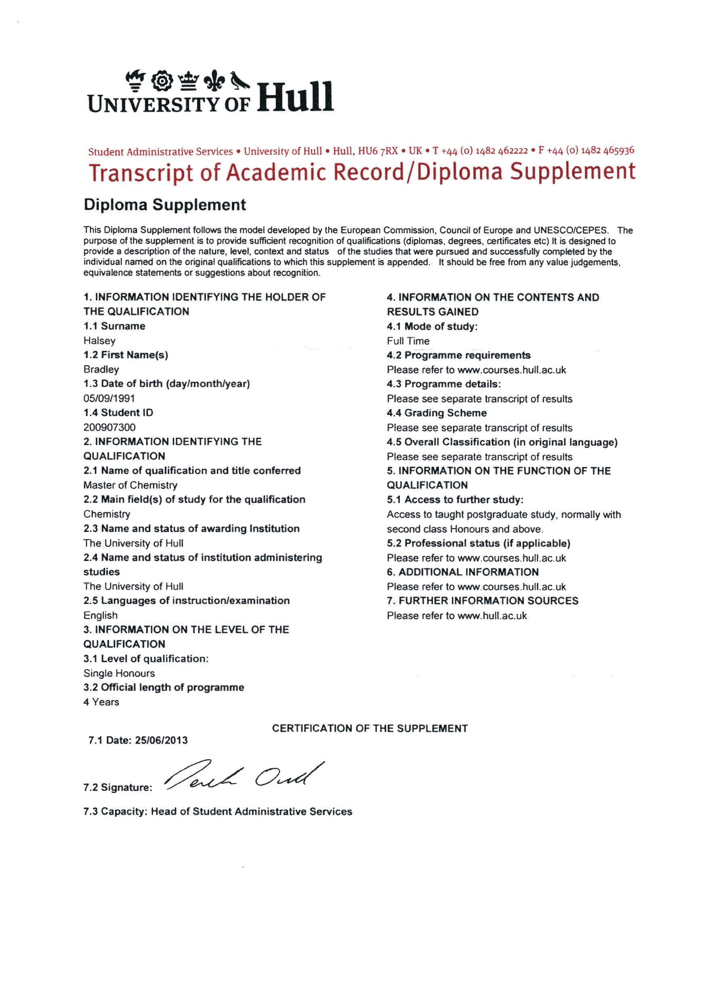 UNIVERSITY OF Hull
Student Administrative Services • University of Hull • Hull, HU6 7RX • UK • T +44 (0) 1482 462222 • F +44 (0) 1482 465936
Transcript of Academic Record/Diploma Supplement
Diploma Supplement
This Diploma Supplement follows the model developed by the European Commission, Council of Europe and UNESCO/CEPES. The
purpose of the supplement is to provide sufficient recognition of qualifications (diplomas, degrees, certificates etc) It is designed to
provide a description of the nature, level, context and status of the studies that were pursued and successfully completed by the
individual named on the original qualifications to which this supplement is appended. It should be free from any value judgements,
equivalence statements or suggestions about recognition.
1. INFORMATION IDENTIFYING THE HOLDER OF
THE QUALIFICATION
1.1 Surname
Halsey
1.2 First Name(s)
Bradley
1.3 Date of birth (day/month/year)
05/09/1991
1.4 Student ID
200907300
2. INFORMATION IDENTIFYING THE
QUALIFICATION
2.1 Name of qualification and title conferred
Master of Chemistry
2.2 Main field(s) of study for the qualification
Chemistry
2.3 Name and status of awarding Institution
The University of Hull
2.4 Name and status of institution administering
studies
The University of Hull
2.5 Languages of instruction/examination
English
3. INFORMATION ON THE LEVEL OF THE
QUALIFICATION
3.1 Level of qualification:
Single Honours
3.2 Official length of programme
4 Years
4. INFORMATION ON THE CONTENTS AND
RESULTS GAINED
4.1 Mode of study:
Full Time
4.2 Programme requirements
Please refer to www.courses.hull.ac.uk
4.3 Programme details:
Please see separate transcript of results
4.4 Grading Scheme
Please see separate transcript of results
4.5 Overall Classification (in original language)
Please see separate transcript of results
5. INFORMATION ON THE FUNCTION OF THE
QUALIFICATION
5.1 Access to further study:
Access to taught postgraduate study, normally with
second class Honours and above.
5.2 Professional status (if applicable)
Please refer to www.courses.hull.ac.uk
6. ADDITIONAL INFORMATION
Please refer to www.courses.hull.ac.uk
7. FURTHER INFORMATION SOURCES
Please refer to www.hull.ac.uk
CERTIFICATION OF THE SUPPLEMENT
7.1 Date: 25/06/2013
7.2 Signature:
7.3 Capacity: Head of Student Administrative Services